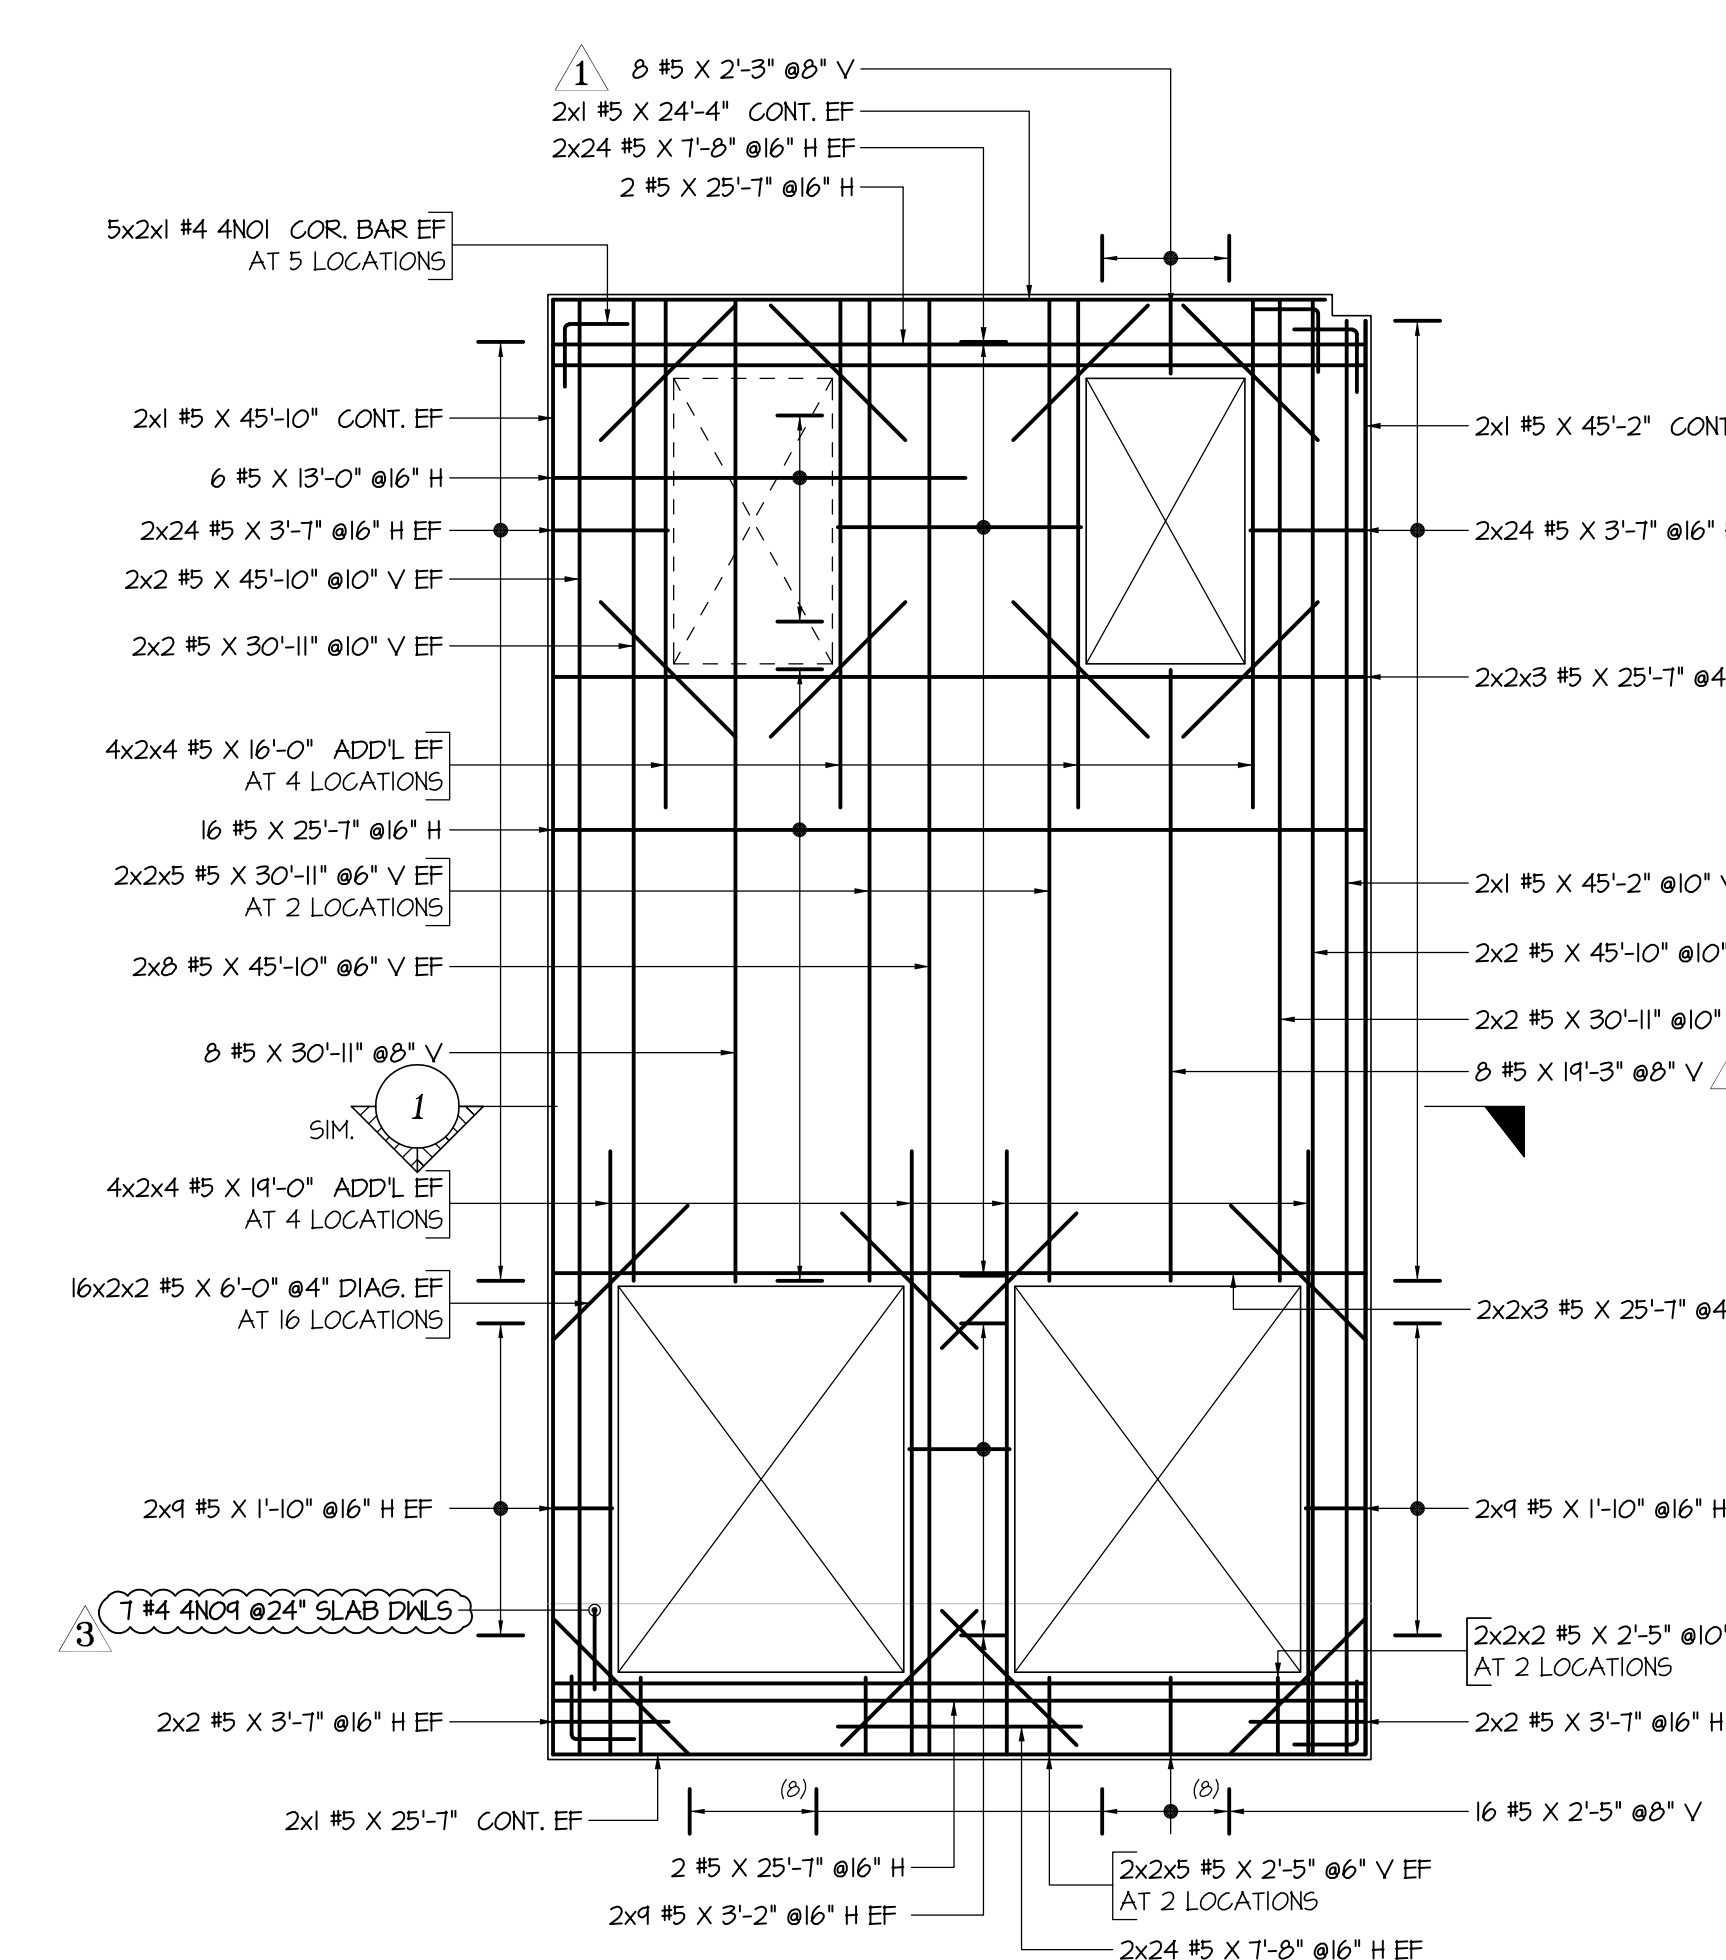 1
8 #5 X 2'-3" @8" V
2x1 #5 X 24'-4" CONT. EF
2x24 #5 X 7'-8" @16" H EF
2 #5 X 25'-7" @16" H
5x2x1 #4 4N01 COR. BAR EF
AT 5 LOCATIONS
2x1 #5 X 45'-10" CONT. EF
6 #5 X 13'-0" @16" H
2x24 #5 X 3'-7" @16" H EF
2x2 #5 X 45'-10" @10" V EF
2x2 #5 X 30'-11" @10" V EF
4x2x4 #5 X 16'-0" ADD'L EF
AT 4 LOCATIONS
16 #5 X 25'-7" @16" H
2x2x5 #5 X 30'-11" @6" V EF
AT 2 LOCATIONS
2x8 #5 X 45'-10" @6" V EF
8 #5 X 30'-11" @8" V
1
SIM.
4x2x4 #5 X 19'-0" ADD'L EF
AT 4 LOCATIONS
16x2x2 #5 X 6'-0" @4" DIAG. EF
AT 16 LOCATIONS
2x9 #5 X 1'-10" @16" H EF
7 #4 4N09 @24" SLAB DWLS
3
2x2 #5 X 3'-7" @16" H EF
2x1 #5 X 25'-7" CONT. EF
2x1 #5 X 45'-2" CONT
2x24 #5 X 3'-7" @16"
2x2x3 #5 X 25'-7" @4
2x1 #5 X 45'-2" @10"
2x2 #5 X 45'-10" @10"
2x2 #5 X 30'-11" @10"
8 #5 X 19'-3" @8" V
2x2x3 #5 X 25'-7" @4
2x9 #5 X 1'-10" @16" H
2x2x2 #5 X 2'-5" @10"
AT 2 LOCATIONS
2x2 #5 X 3'-7" @16" H
(8)
(8)
16 #5 X 2'-5" @8" V
2 #5 X 25'-7" @16" H
2x9 #5 X 3'-2" @16" H EF
2x2x5 #5 X 2'-5" @6" V EF
AT 2 LOCATIONS
2x24 #5 X 7'-8" @16" H EF